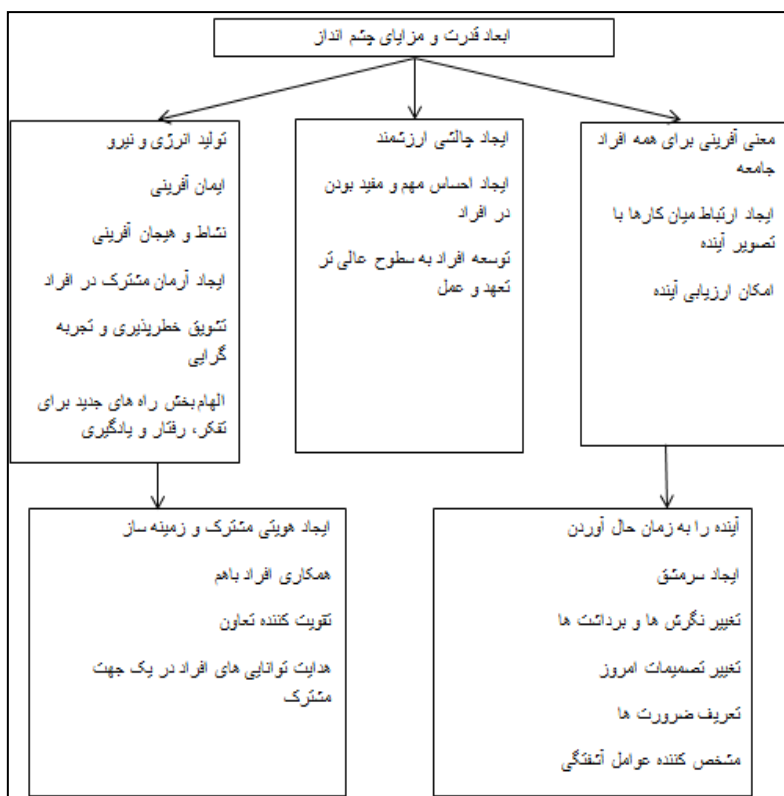 ابعاد قدرت و مزایای چشم انداز
معنی آفرینی برای همه افراد
جامعه
ایجاد ارتباط میان کارها با
تصویر آینده
امکان ارزیابی آینده
ایجاد چالشی ارزشمند
ایجاد احساس مهم و مفید بودن
در افراد
توسعه افراد به سطوح عالی تر
تعهد و عمل
تولید انرژی و نیرو
ایمان آفرینی
نشاط و هیجان آفرینی
ایجاد آرمان مشترک در افراد
تشویق خطرپذیری و تجربه
گرایی
الهام بخش راه های جدید برای
تفکر، رفتار و یادگیری
آینده را به زمان حال آوردن
ایجاد سرمشق
تغییر نگرش ها و برداشت ها
تغییر تصمیمات امروز
تعریف ضرورت ها
مشخص کننده عوامل آشفتگی
ایجاد هویتی مشترک و زمینه ساز
همکاری افراد باهم
تقویت کننده تعاون
هدایت توانایی های افراد در یک جهت
مشترک